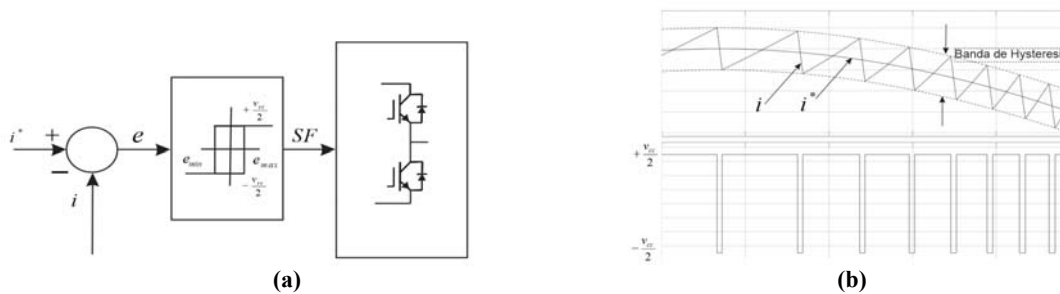 i*
+
−
e
i
+ v_cc/2
e_min
e_max
− v_cc/2
SF
(a)
Banda de Hysteresi
i
i*
+ v_cc/2
− v_cc/2
(b)